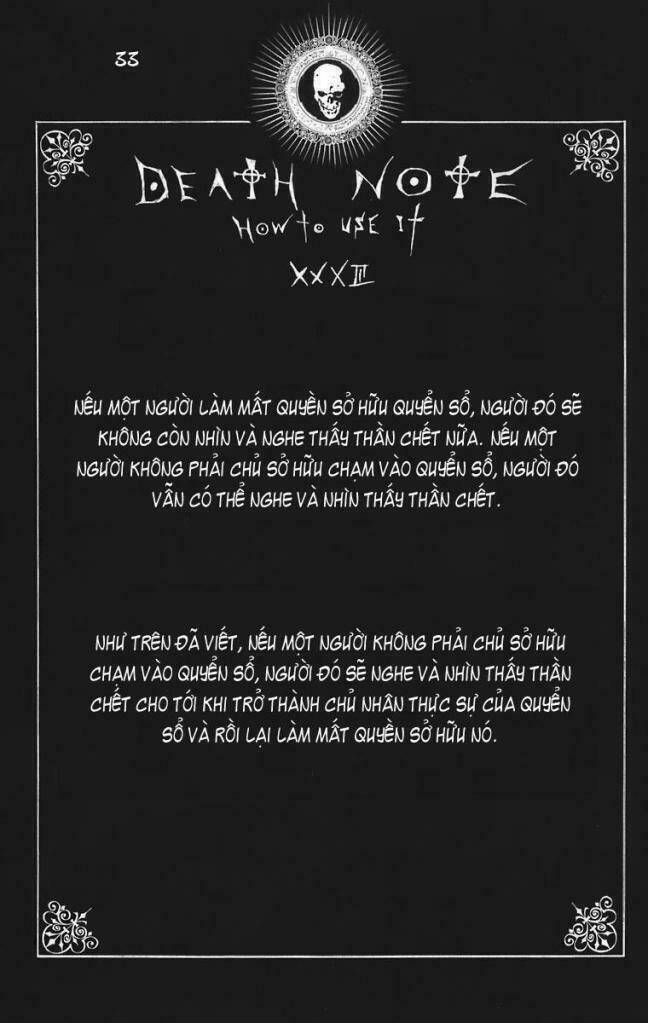 33
DEATH NOTE
HOW TO USE IT
XXXIII
NẾU MỘT NGƯỜI LÀM MẤT QUYỀN SỞ HỮU QUYỂN SỔ, NGƯỜI ĐÓ SẼ
KHÔNG CÒN NHÌN VÀ NGHE THẤY THẦN CHẾT NỮA. NẾU MỘT
NGƯỜI KHÔNG PHẢI CHỦ SỞ HỮU CHẠM VÀO QUYỂN SỔ, NGƯỜI ĐÓ
VẪN CÓ THỂ NGHE VÀ NHÌN THẤY THẦN CHẾT.
NHƯ TRÊN ĐÃ VIẾT, NẾU MỘT NGƯỜI KHÔNG PHẢI CHỦ SỞ HỮU
CHẠM VÀO QUYỂN SỔ, NGƯỜI ĐÓ SẼ NGHE VÀ NHÌN THẤY THẦN
CHẾT CHO TỚI KHI TRỞ THÀNH CHỦ NHÂN THỰC SỰ CỦA QUYỂN
SỔ VÀ RỒI LẠI LÀM MẤT QUYỀN SỞ HỮU NÓ.